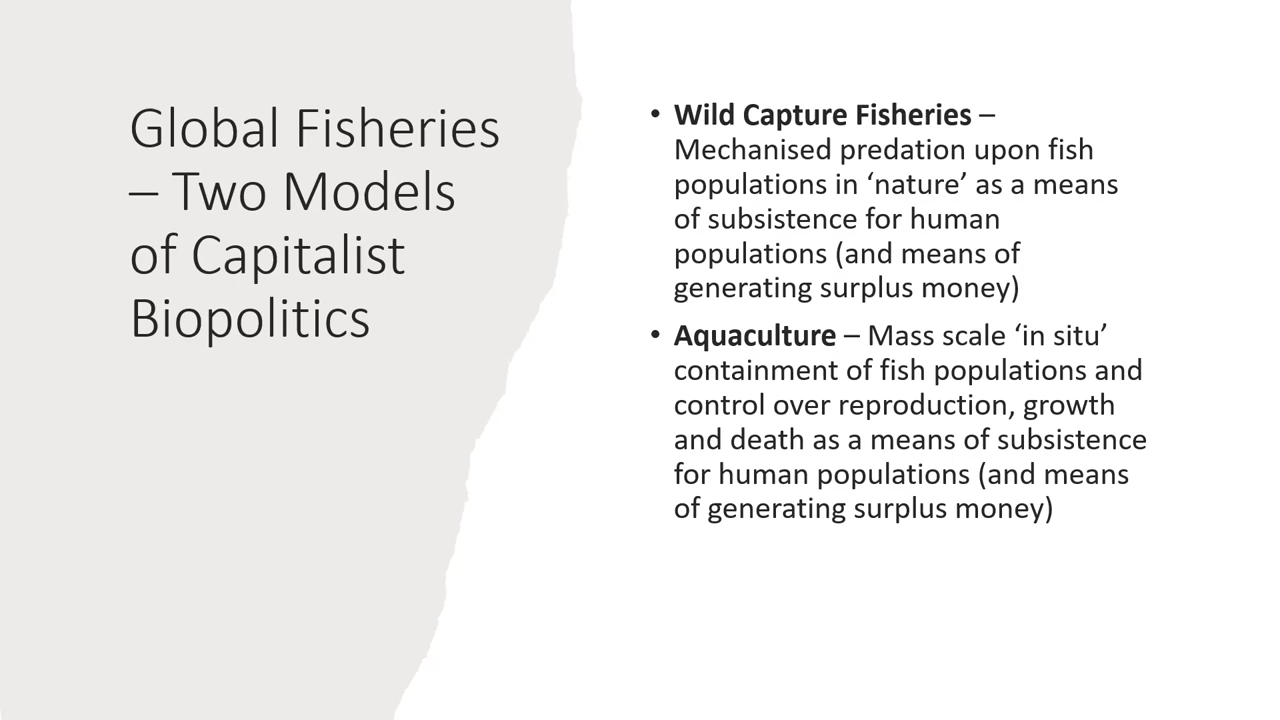 Global Fisheries
– Two Models
of Capitalist
Biopolitics
• Wild Capture Fisheries –
Mechanised predation upon fish
populations in ‘nature’ as a means
of subsistence for human
populations (and means of
generating surplus money)
• Aquaculture – Mass scale ‘in situ’
containment of fish populations and
control over reproduction, growth
and death as a means of subsistence
for human populations (and means
of generating surplus money)